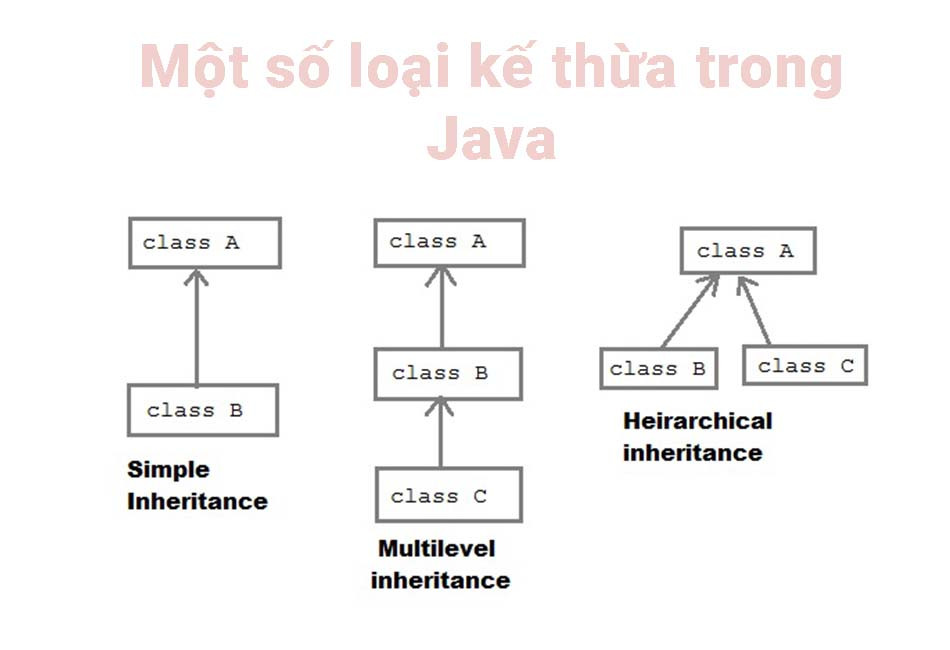 Một số loại kế thừa trong
Java
class A
class B
Simple
Inheritance
class A
class B
class C
Multilevel
inheritance
class A
class B
class C
Heirarchical
inheritance